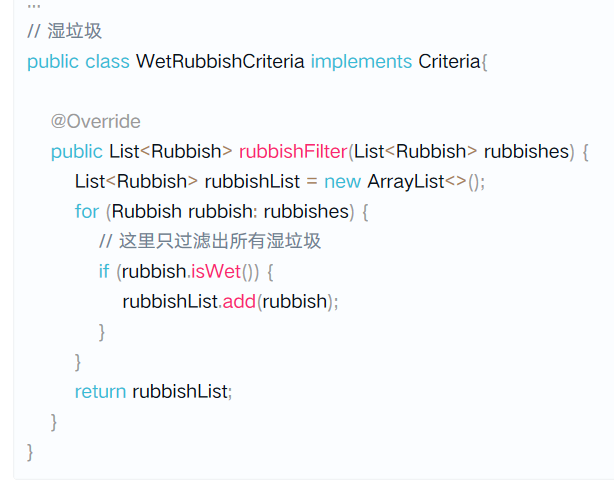 ...
// 湿垃圾
public class WetRubbishCriteria implements Criteria{
@Override
public List<Rubbish> rubbishFilter(List<Rubbish> rubbishes) {
List<Rubbish> rubbishList = new ArrayList<>();
for (Rubbish rubbish: rubbishes) {
// 这里只过滤出所有湿垃圾
if (rubbish.isWet()) {
rubbishList.add(rubbish);
}
}
return rubbishList;
}
}